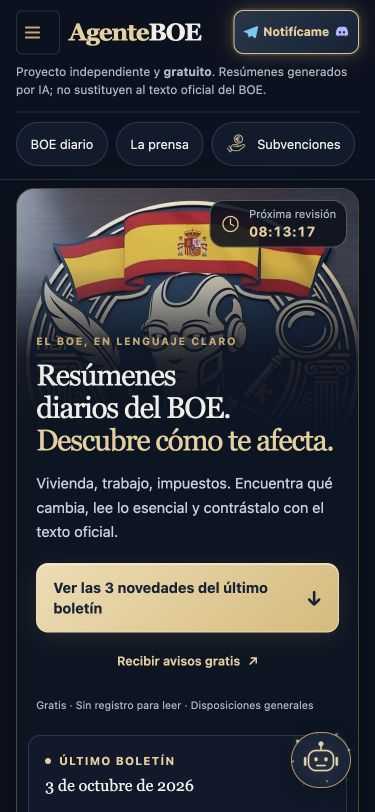 AgenteBOE
Notifícame
Proyecto independiente y gratuito. Resúmenes generados
por IA; no sustituyen al texto oficial del BOE.
BOE diario
La prensa
Subvenciones
Próxima revisión
08:13:17
EL BOE, EN LENGUAJE CLARO
Resúmenes
diarios del BOE.
Descubre cómo te afecta.
Vivienda, trabajo, impuestos. Encuentra qué
cambia, lee lo esencial y contrástalo con el
texto oficial.
Ver las 3 novedades del último
boletín
Recibir avisos gratis
Gratis · Sin registro para leer · Disposiciones generales
ÚLTIMO BOLETÍN
3 de octubre de 2026